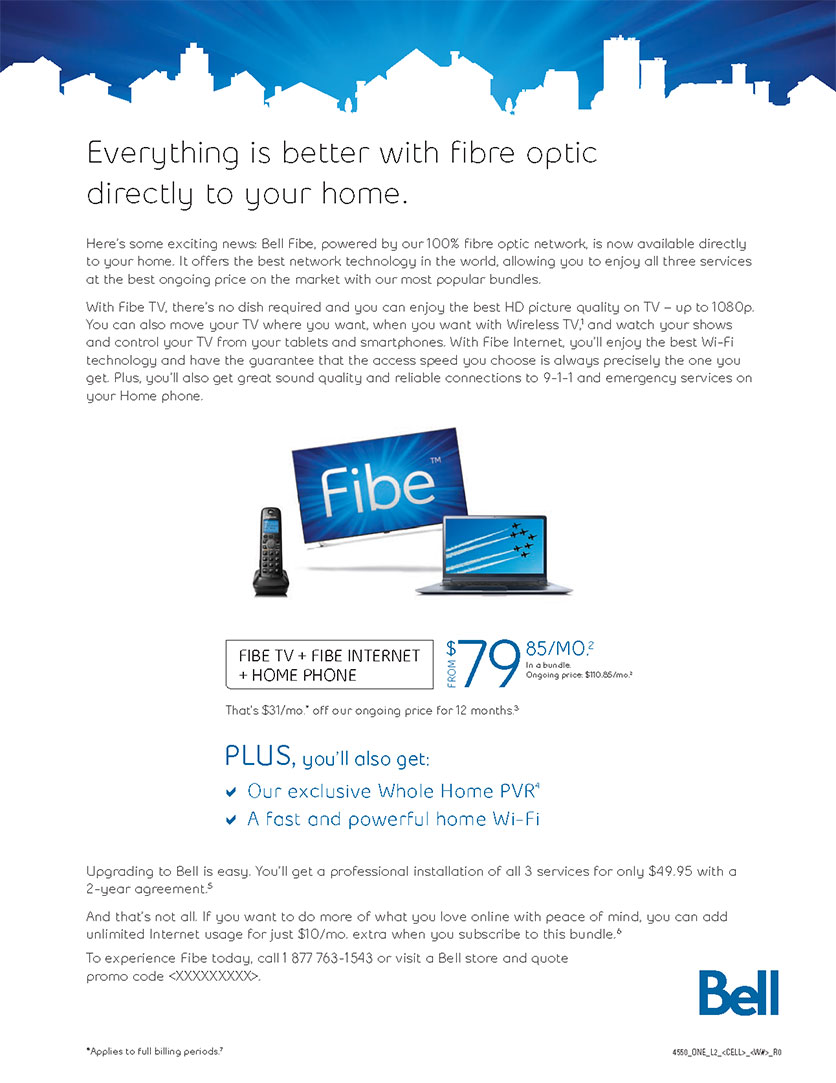 Everything is better with fibre optic
directly to your home.
Here's some exciting news: Bell Fibe, powered by our 100% fibre optic network, is now available directly
to your home. It offers the best network technology in the world, allowing you to enjoy all three services
at the best ongoing price on the market with our most popular bundles.
With Fibe TV, there's no dish required and you can enjoy the best HD picture quality on TV – up to 1080p.
You can also move your TV where you want, when you want with Wireless TV,¹ and watch your shows
and control your TV from your tablets and smartphones. With Fibe Internet, you'll enjoy the best Wi-Fi
technology and have the guarantee that the access speed you choose is always precisely the one you
get. Plus, you'll also get great sound quality and reliable connections to 9-1-1 and emergency services on
your Home phone.
Fibe™
FIBE TV + FIBE INTERNET
+ HOME PHONE
FROM $79 85/MO.²
In a bundle.
Ongoing price: $110.85/mo.²
That's $31/mo.* off our ongoing price for 12 months.³
PLUS, you'll also get:
Our exclusive Whole Home PVR⁴
A fast and powerful home Wi-Fi
Upgrading to Bell is easy. You'll get a professional installation of all 3 services for only $49.95 with a
2-year agreement.⁵
And that's not all. If you want to do more of what you love online with peace of mind, you can add
unlimited Internet usage for just $10/mo. extra when you subscribe to this bundle.⁶
To experience Fibe today, call 1 877 763-1543 or visit a Bell store and quote
promo code <XXXXXXXXX>.
Bell
*Applies to full billing periods.⁷
4550_ONE_L2_<CELL>_<VV#>_R0